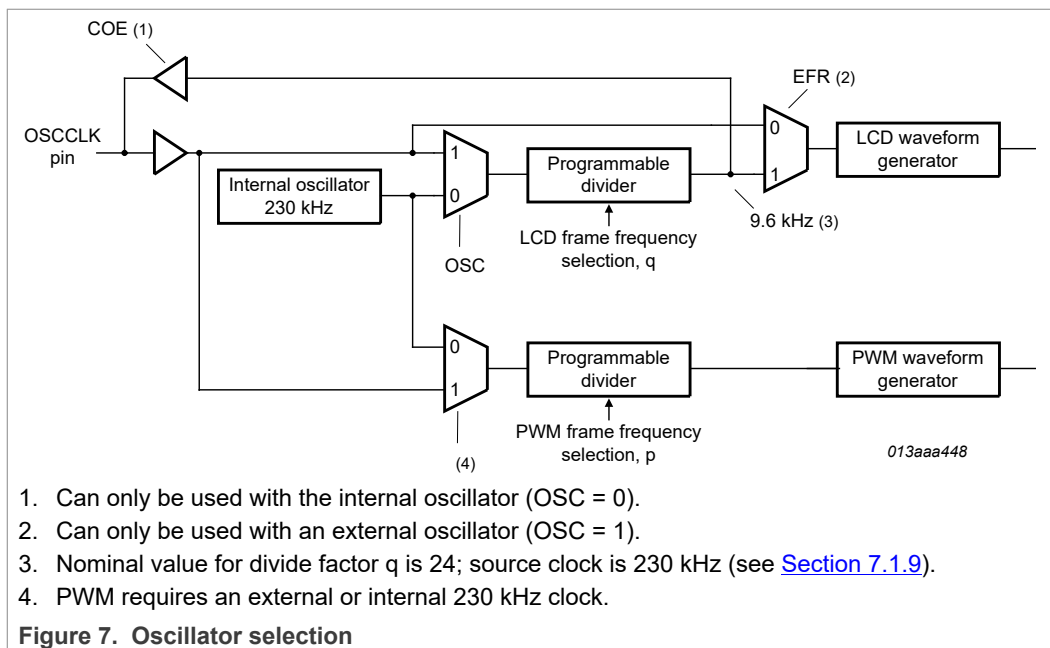 COE (1)
EFR (2)
OSCCLK
pin
0
LCD waveform
generator
1
Programmable
divider
1
Internal oscillator
230 kHz
0
9.6 kHz (3)
LCD frame frequency
selection, q
OSC
0
Programmable
divider
PWM waveform
generator
1
PWM frame frequency
selection, p
(4)
013aaa448
1. Can only be used with the internal oscillator (OSC = 0).
2. Can only be used with an external oscillator (OSC = 1).
3. Nominal value for divide factor q is 24; source clock is 230 kHz (see Section 7.1.9).
4. PWM requires an external or internal 230 kHz clock.
Figure 7. Oscillator selection